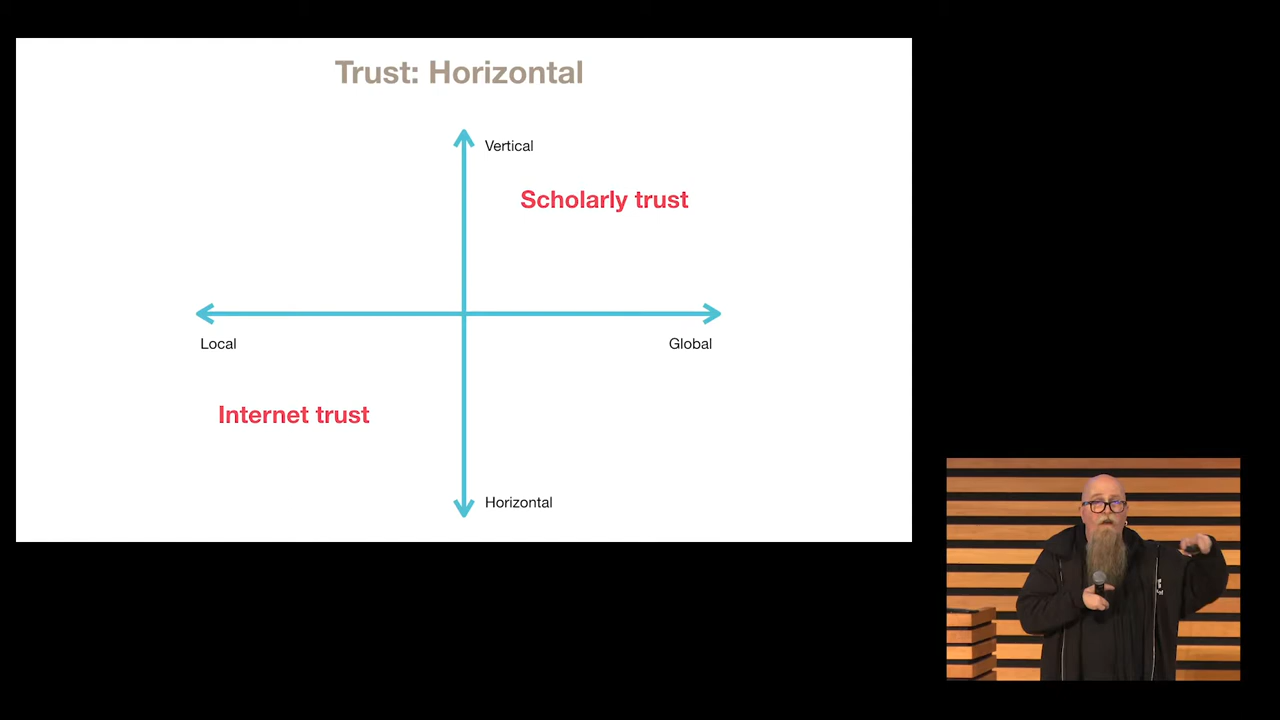 Trust: Horizontal
Vertical
Scholarly trust
Local
Global
Internet trust
Horizontal